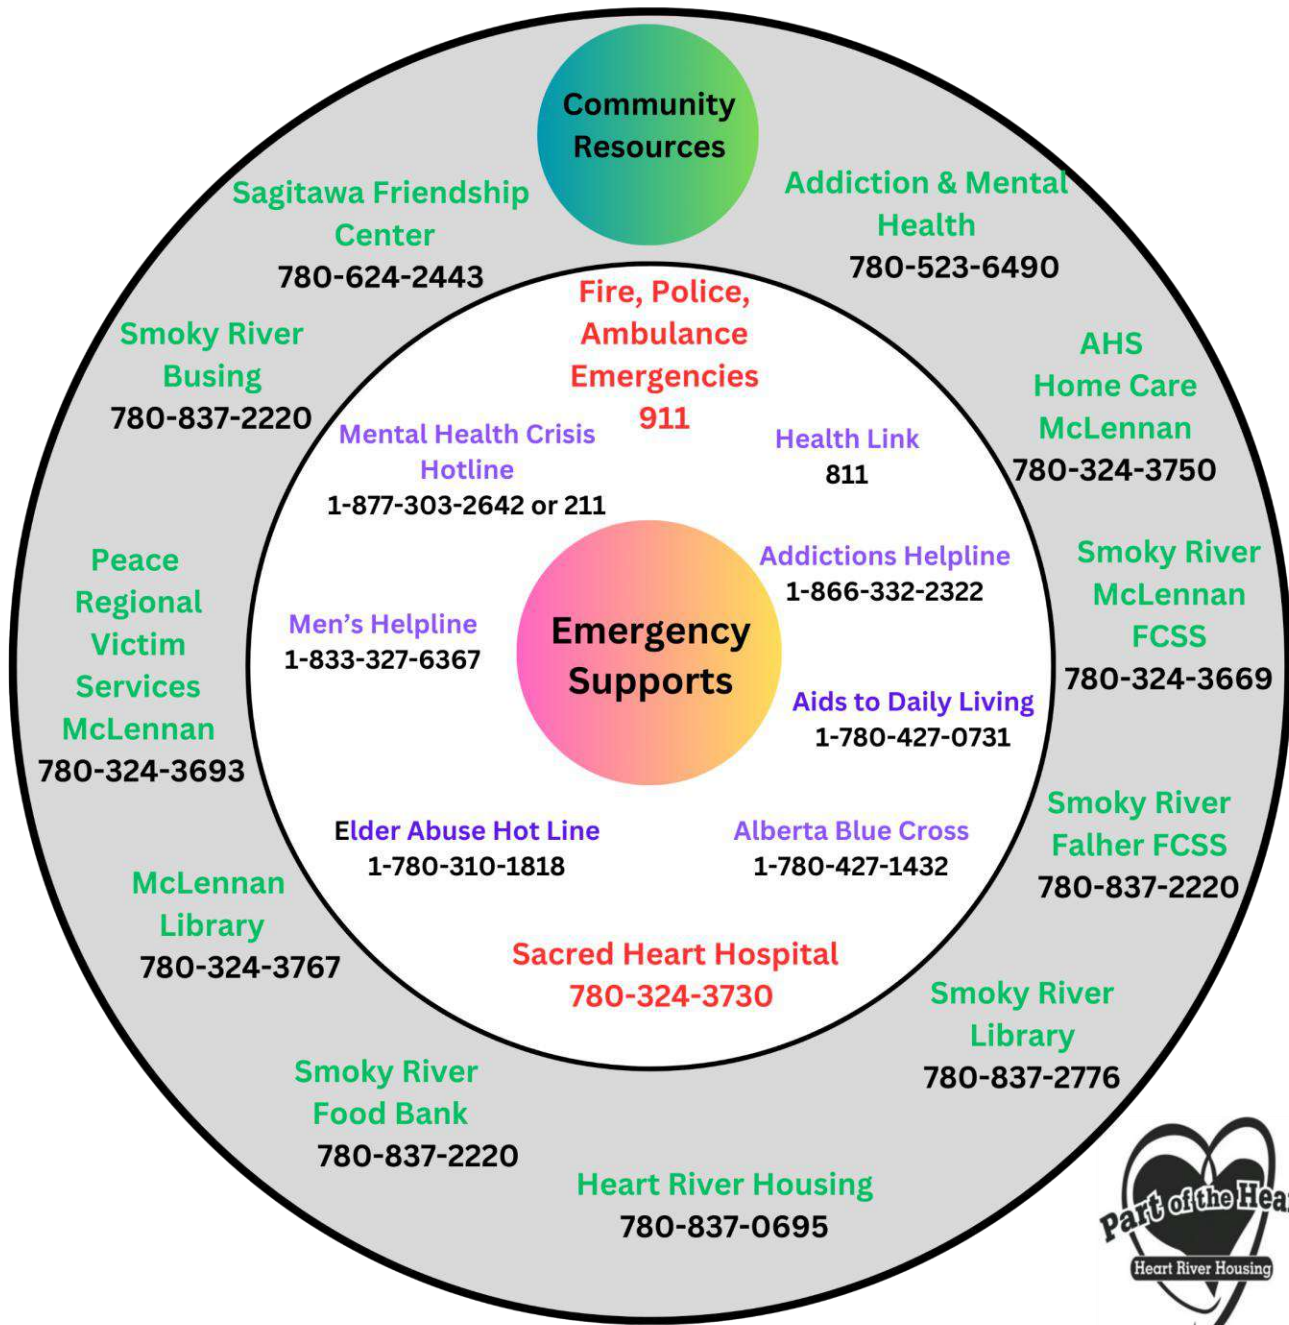 Community
Resources
Sagitawa Friendship
Center
780-624-2443
Addiction & Mental
Health
780-523-6490
Smoky River
Busing
780-837-2220
AHS
Home Care
McLennan
780-324-3750
Peace
Regional
Victim
Services
McLennan
780-324-3693
Smoky River
McLennan
FCSS
780-324-3669
Smoky River
Falher FCSS
780-837-2220
McLennan
Library
780-324-3767
Smoky River
Library
780-837-2776
Smoky River
Food Bank
780-837-2220
Heart River Housing
780-837-0695
Fire, Police,
Ambulance
Emergencies
911
Mental Health Crisis
Hotline
1-877-303-2642 or 211
Health Link
811
Addictions Helpline
1-866-332-2322
Men's Helpline
1-833-327-6367
Emergency
Supports
Aids to Daily Living
1-780-427-0731
Elder Abuse Hot Line
1-780-310-1818
Alberta Blue Cross
1-780-427-1432
Sacred Heart Hospital
780-324-3730
Part of the
Heart River Housing